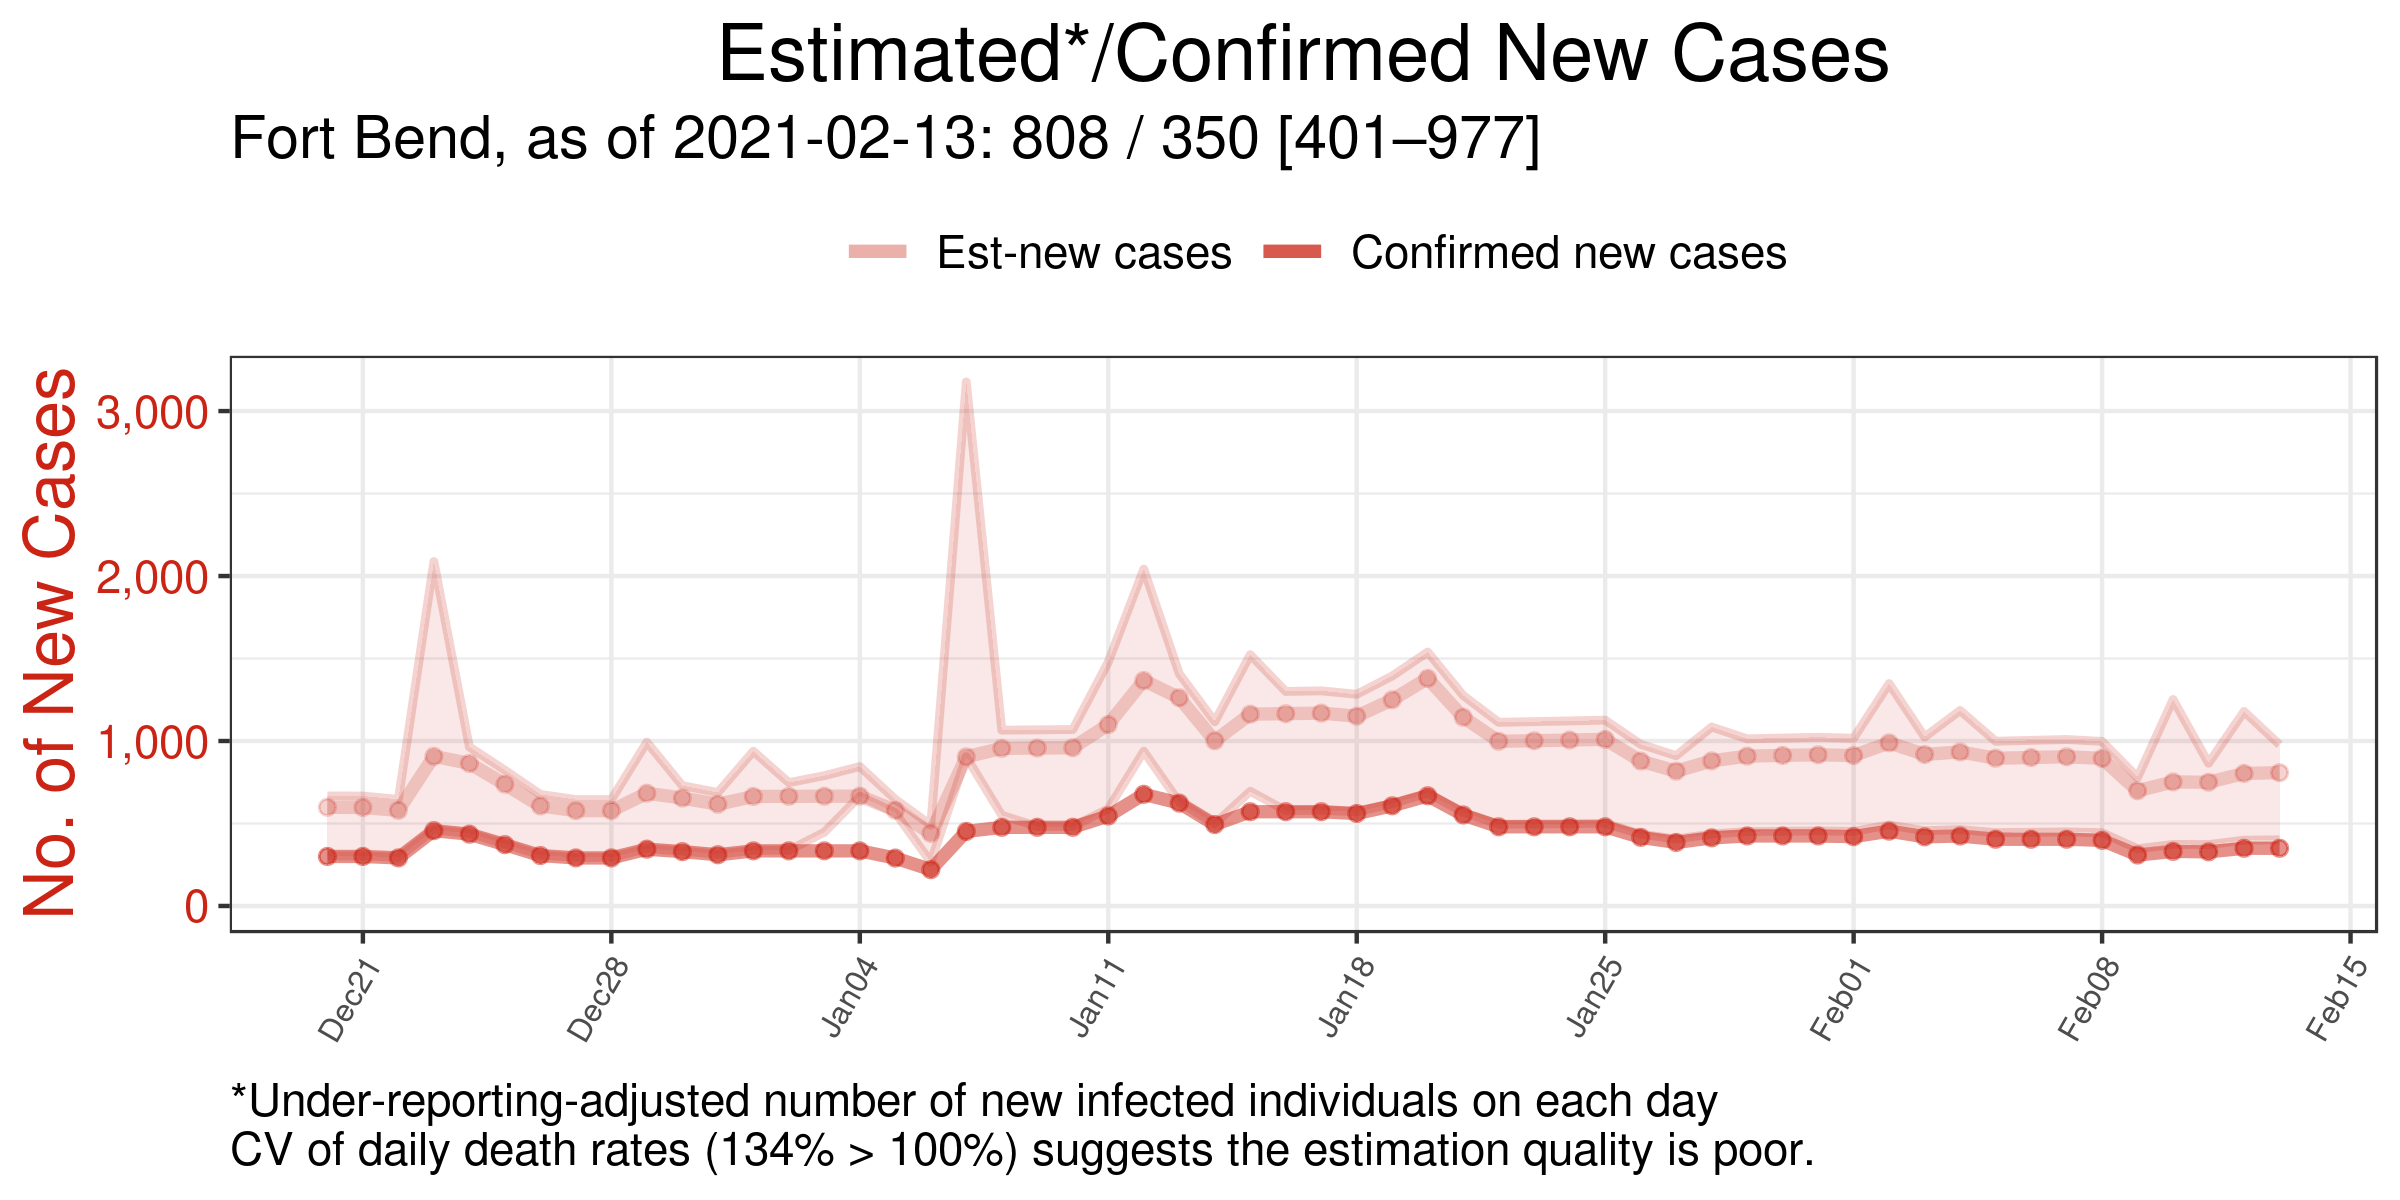 Estimated*/Confirmed New Cases
Fort Bend, as of 2021-02-13: 808 / 350 [401–977]
Est-new cases Confirmed new cases
No. of New Cases
3,000
2,000
1,000
0
Dec21 Dec28 Jan04 Jan11 Jan18 Jan25 Feb01 Feb08 Feb15
*Under-reporting-adjusted number of new infected individuals on each day
CV of daily death rates (134% > 100%) suggests the estimation quality is poor.